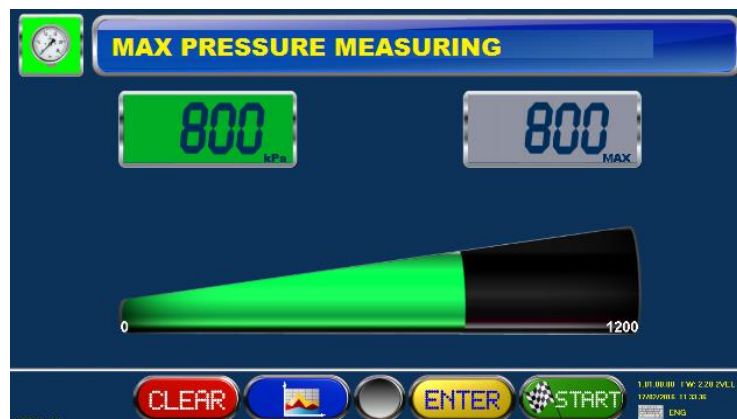 MAX PRESSURE MEASURING
800 kPa
800 MAX
0
1200
CLEAR
ENTER
START
ENG